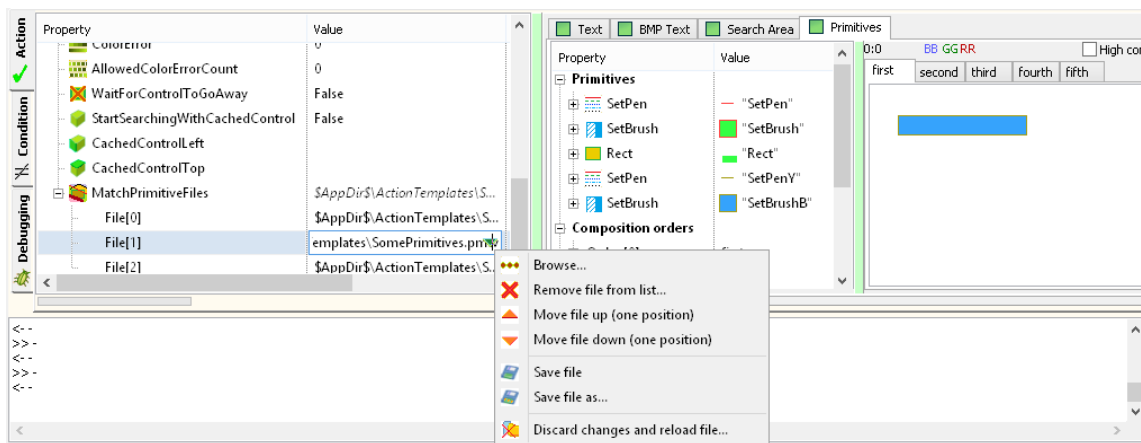 Action
Condition
Debugging
Property Value
ColorError 0
AllowedColorErrorCount 0
WaitForControlToGoAway False
StartSearchingWithCachedControl False
CachedControlLeft
CachedControlTop
MatchPrimitiveFiles $AppDir$\ActionTemplates\S...
File[0] $AppDir$\ActionTemplates\S...
File[1] emplates\SomePrimitives.pm
File[2] $AppDir$\ActionTemplates\S...
Text BMP Text Search Area Primitives
Property Value
Primitives
SetPen "SetPen"
SetBrush "SetBrush"
Rect "Rect"
SetPen "SetPenY"
SetBrush "SetBrushB"
Composition orders
0:0 BB GG RR High con
first second third fourth fifth
Browse...
Remove file from list...
Move file up (one position)
Move file down (one position)
Save file
Save file as...
Discard changes and reload file...
<--
>>-
<--
>>-
<--